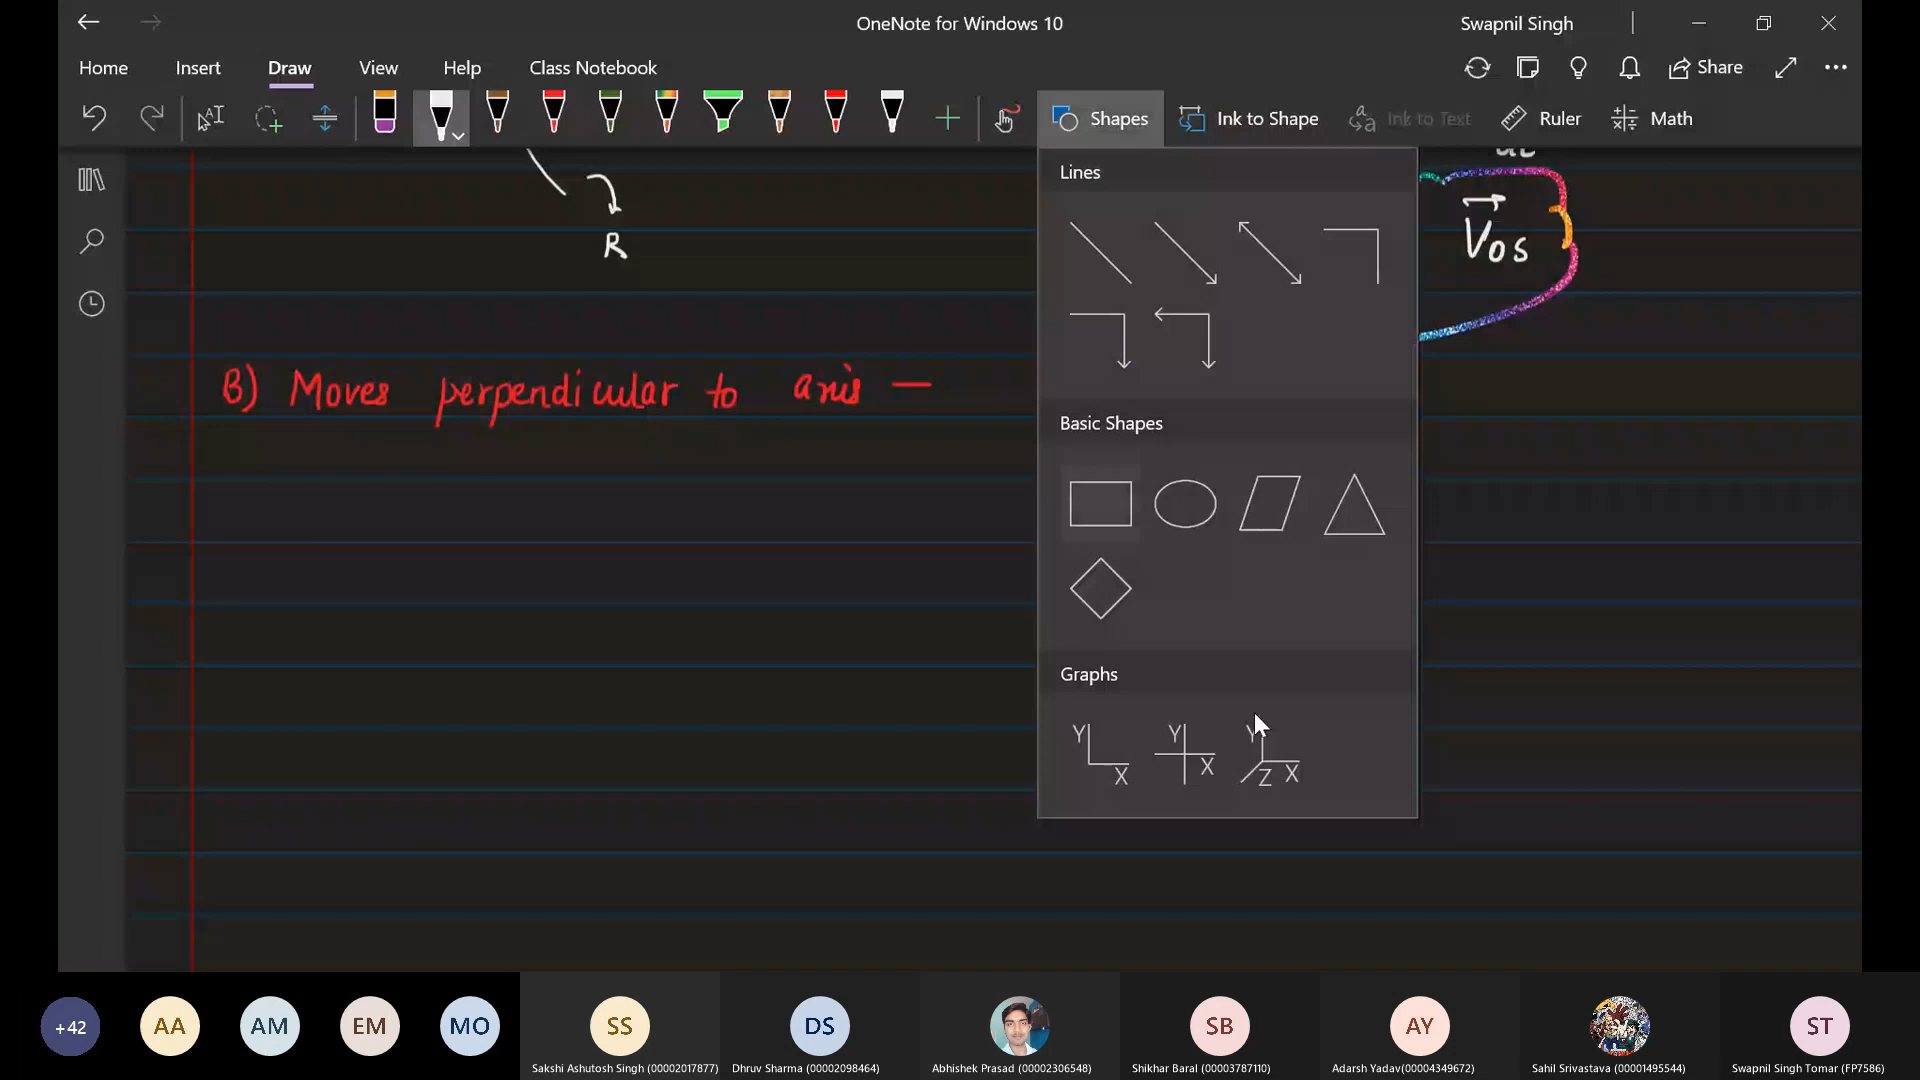 OneNote for Windows 10
Swapnil Singh
Home Insert Draw View Help Class Notebook
Share
Shapes Ink to Shape Ink to Text Ruler Math
Lines
R
Vos
B) Moves perpendicular to axis —
Basic Shapes
Graphs
Y X
Y X
Y Z X
+42 AA AM EM MO SS DS SB AY ST
Sakshi Ashutosh Singh (00002017877) Dhruv Sharma (00002098464) Abhishek Prasad (00002306548) Shikhar Baral (00003787110) Adarsh Yadav(00004349672) Sahil Srivastava (00001495544) Swapnil Singh Tomar (FP7586)